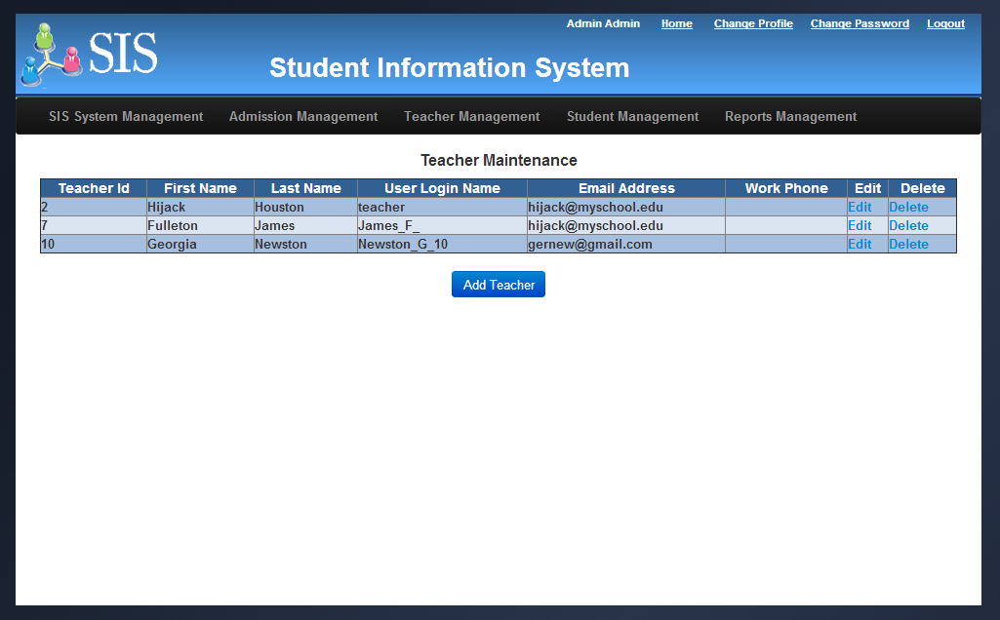 Admin Admin Home Change Profile Change Password Logout
SIS
Student Information System
SIS System Management Admission Management Teacher Management Student Management Reports Management
Teacher Maintenance
Teacher Id First Name Last Name User Login Name Email Address Work Phone Edit Delete
2 Hijack Houston teacher hijack@myschool.edu Edit Delete
7 Fulleton James James_F_ hijack@myschool.edu Edit Delete
10 Georgia Newston Newston_G_10 gernew@gmail.com Edit Delete
Add Teacher